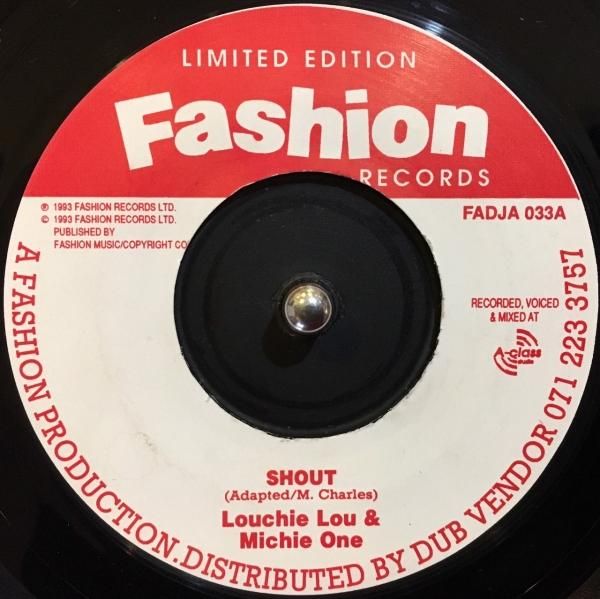 LIMITED EDITION
Fashion
RECORDS
℗ 1993 FASHION RECORDS LTD.
© 1993 FASHION RECORDS LTD.
PUBLISHED BY
FASHION MUSIC/COPYRIGHT CO
FADJA 033A
RECORDED, VOICED
& MIXED AT
A-class
studio
SHOUT
(Adapted/M. Charles)
Louchie Lou &
Michie One
A FASHION PRODUCTION.DISTRIBUTED BY DUB VENDOR 071 223 3757